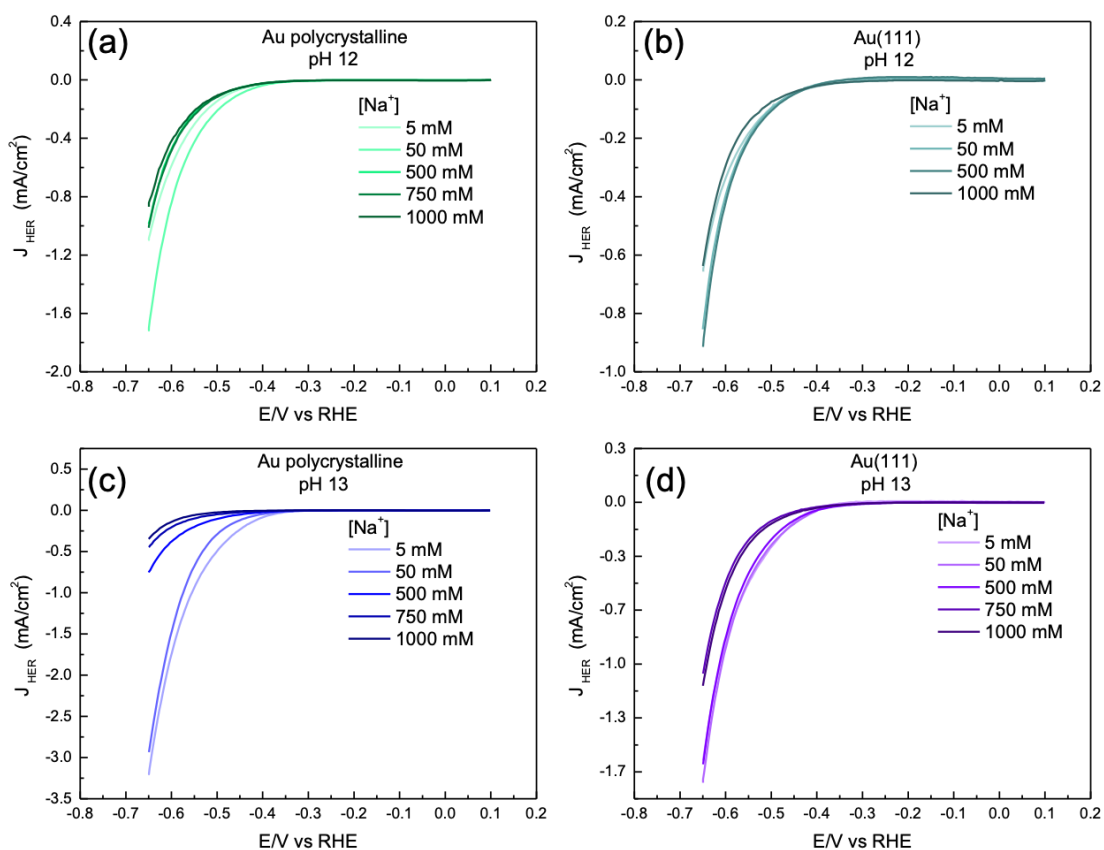 (a)
Au polycrystalline
pH 12
[Na⁺]
5 mM
50 mM
500 mM
750 mM
1000 mM
0.4
0.0
-0.4
-0.8
-1.2
-1.6
-2.0
J_HER (mA/cm²)
-0.8 -0.7 -0.6 -0.5 -0.4 -0.3 -0.2 -0.1 0.0 0.1 0.2
E/V vs RHE
(b)
Au(111)
pH 12
[Na⁺]
5 mM
50 mM
500 mM
1000 mM
0.2
0.0
-0.2
-0.4
-0.6
-0.8
-1.0
J_HER (mA/cm²)
-0.8 -0.7 -0.6 -0.5 -0.4 -0.3 -0.2 -0.1 0.0 0.1 0.2
E/V vs RHE
(c)
Au polycrystalline
pH 13
[Na⁺]
5 mM
50 mM
500 mM
750 mM
1000 mM
0.5
0.0
-0.5
-1.0
-1.5
-2.0
-2.5
-3.0
-3.5
J_HER (mA/cm²)
-0.8 -0.7 -0.6 -0.5 -0.4 -0.3 -0.2 -0.1 0.0 0.1 0.2
E/V vs RHE
(d)
Au(111)
pH 13
[Na⁺]
5 mM
50 mM
500 mM
750 mM
1000 mM
0.3
0.0
-0.3
-0.7
-1.0
-1.3
-1.7
J_HER (mA/cm²)
-0.8 -0.7 -0.6 -0.5 -0.4 -0.3 -0.2 -0.1 0.0 0.1 0.2
E/V vs RHE